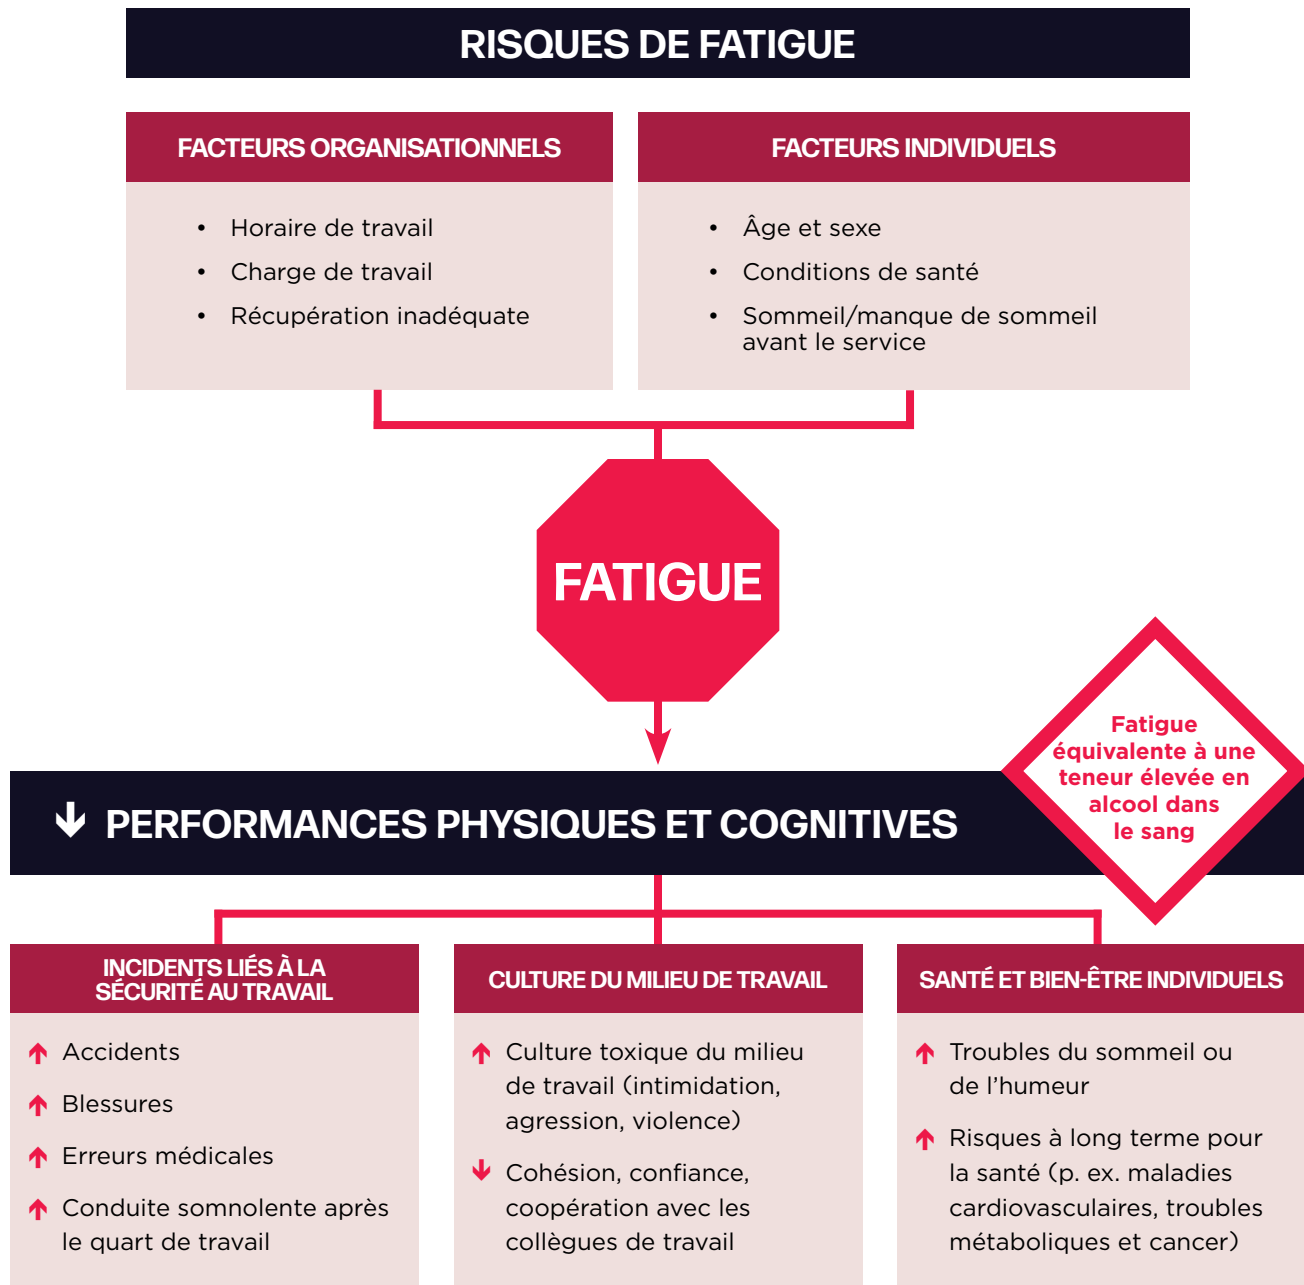 RISQUES DE FATIGUE
FACTEURS ORGANISATIONNELS
• Horaire de travail
• Charge de travail
• Récupération inadéquate
FACTEURS INDIVIDUELS
• Âge et sexe
• Conditions de santé
• Sommeil/manque de sommeil
avant le service
FATIGUE
Fatigue
équivalente à une
teneur élevée en
alcool dans
le sang
↓ PERFORMANCES PHYSIQUES ET COGNITIVES
INCIDENTS LIÉS À LA
SÉCURITÉ AU TRAVAIL
↑ Accidents
↑ Blessures
↑ Erreurs médicales
↑ Conduite somnolente après
le quart de travail
CULTURE DU MILIEU DE TRAVAIL
↑ Culture toxique du milieu
de travail (intimidation,
agression, violence)
↓ Cohésion, confiance,
coopération avec les
collègues de travail
SANTÉ ET BIEN-ÊTRE INDIVIDUELS
↑ Troubles du sommeil ou
de l’humeur
↑ Risques à long terme pour
la santé (p. ex. maladies
cardiovasculaires, troubles
métaboliques et cancer)